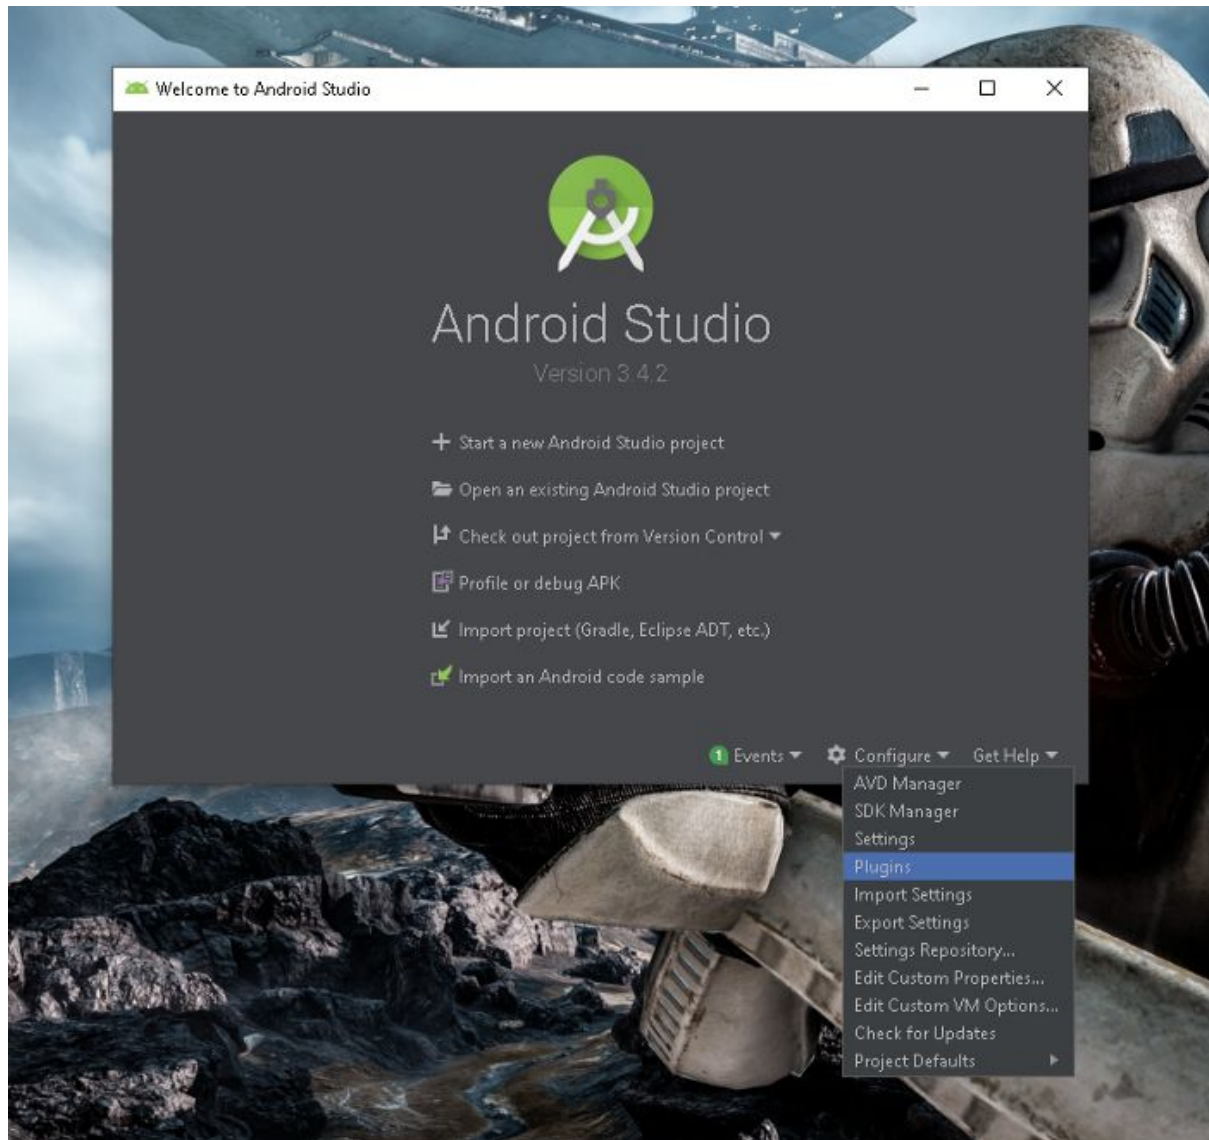 Welcome to Android Studio
Android Studio
Version 3.4.2
Start a new Android Studio project
Open an existing Android Studio project
Check out project from Version Control
Profile or debug APK
Import project (Gradle, Eclipse ADT, etc.)
Import an Android code sample
1 Events Configure Get Help
AVD Manager
SDK Manager
Settings
Plugins
Import Settings
Export Settings
Settings Repository...
Edit Custom Properties...
Edit Custom VM Options...
Check for Updates
Project Defaults